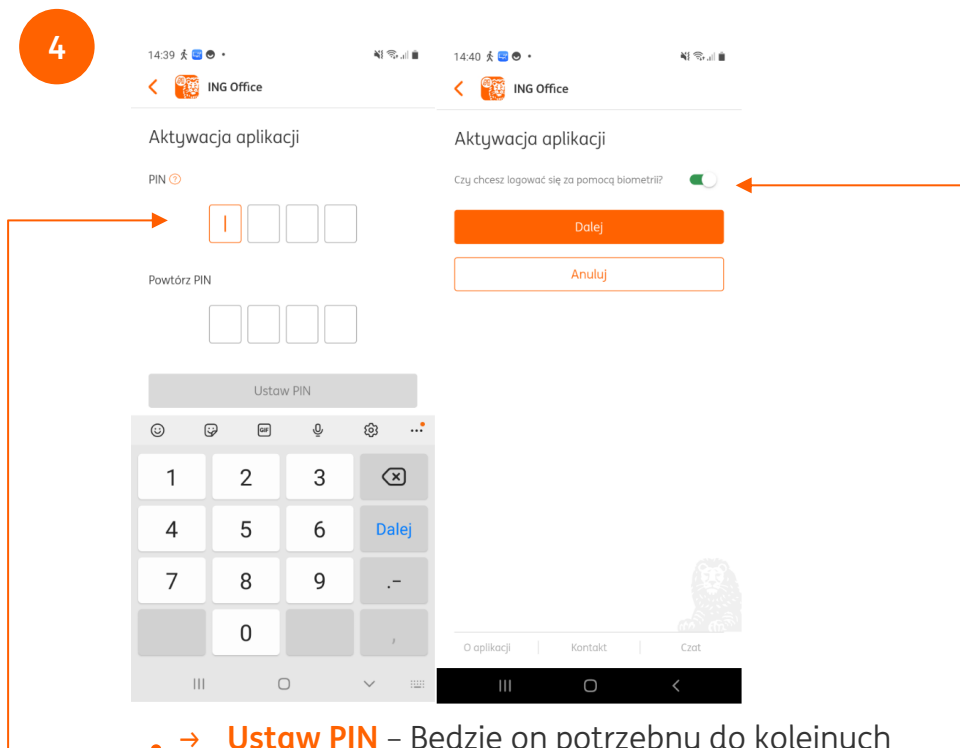 4
14:39
ING Office
Aktywacja aplikacji
PIN ?
Powtórz PIN
Ustaw PIN
GIF
1 2 3
4 5 6 Dalej
7 8 9 .-
0 ,
14:40
ING Office
Aktywacja aplikacji
Czy chcesz logować się za pomocą biometrii?
Dalej
Anuluj
O aplikacji Kontakt Czat
→ Ustaw PIN – Będzie on potrzebny do kolejnych